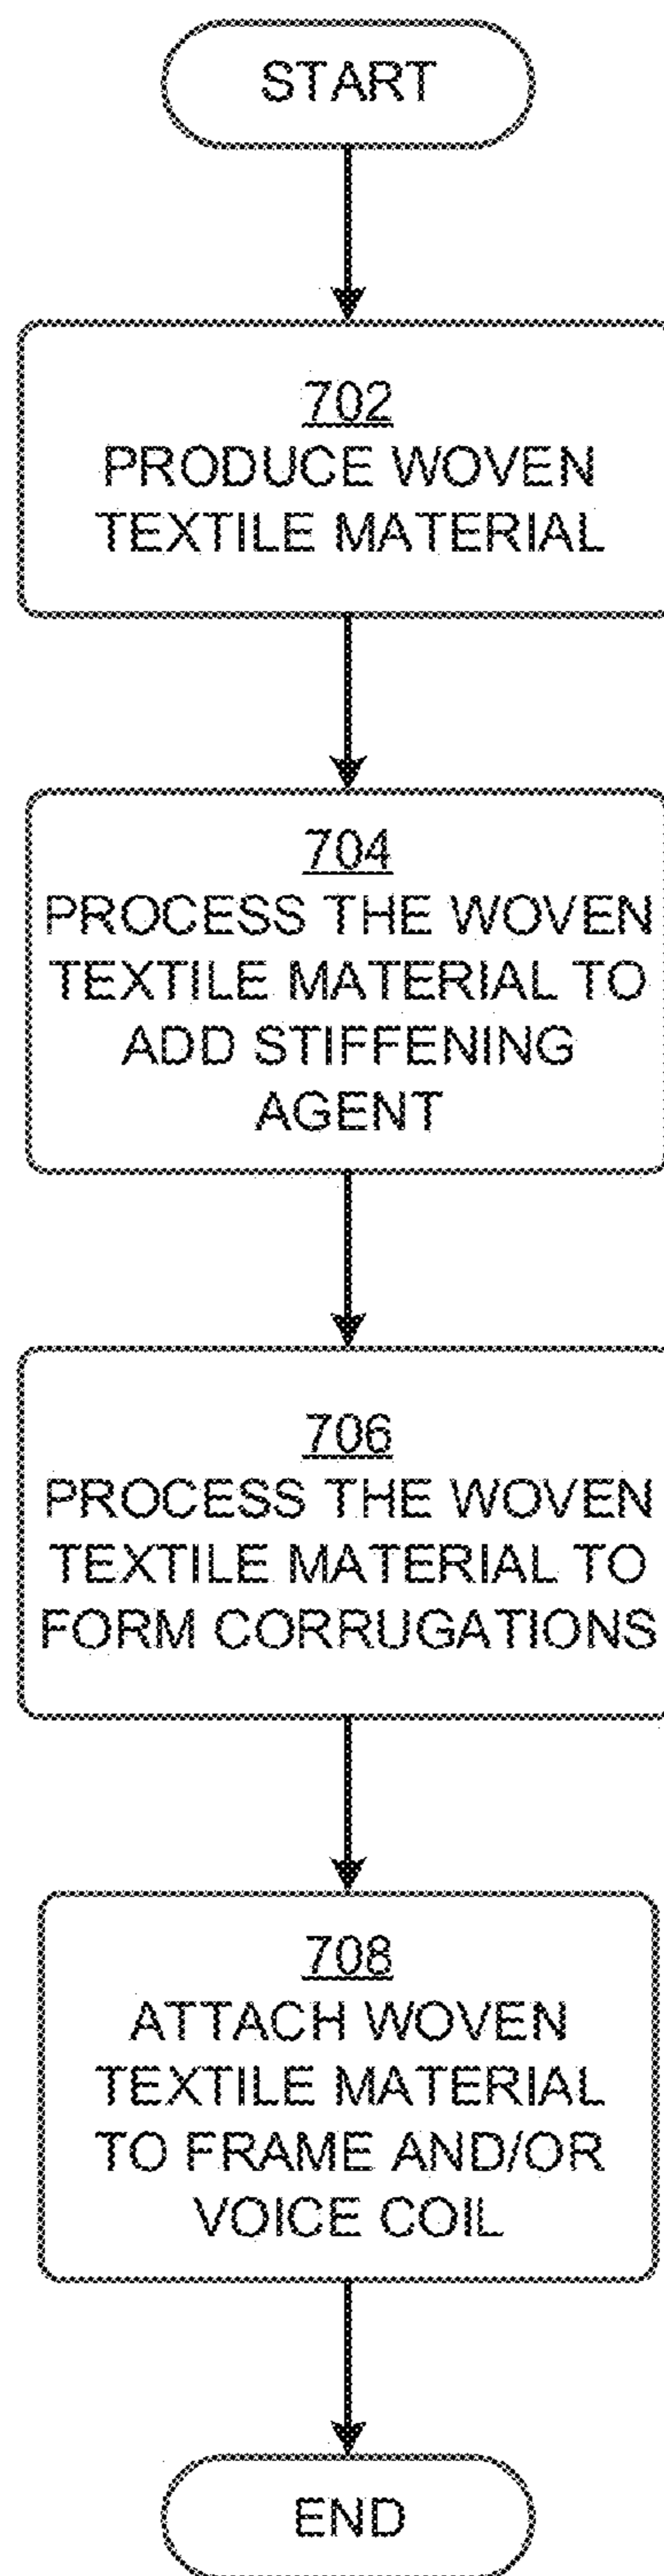 START
702
PRODUCE WOVEN
TEXTILE MATERIAL
704
PROCESS THE WOVEN
TEXTILE MATERIAL TO
ADD STIFFENING
AGENT
706
PROCESS THE WOVEN
TEXTILE MATERIAL TO
FORM CORRUGATIONS
708
ATTACH WOVEN
TEXTILE MATERIAL
TO FRAME AND/OR
VOICE COIL
END